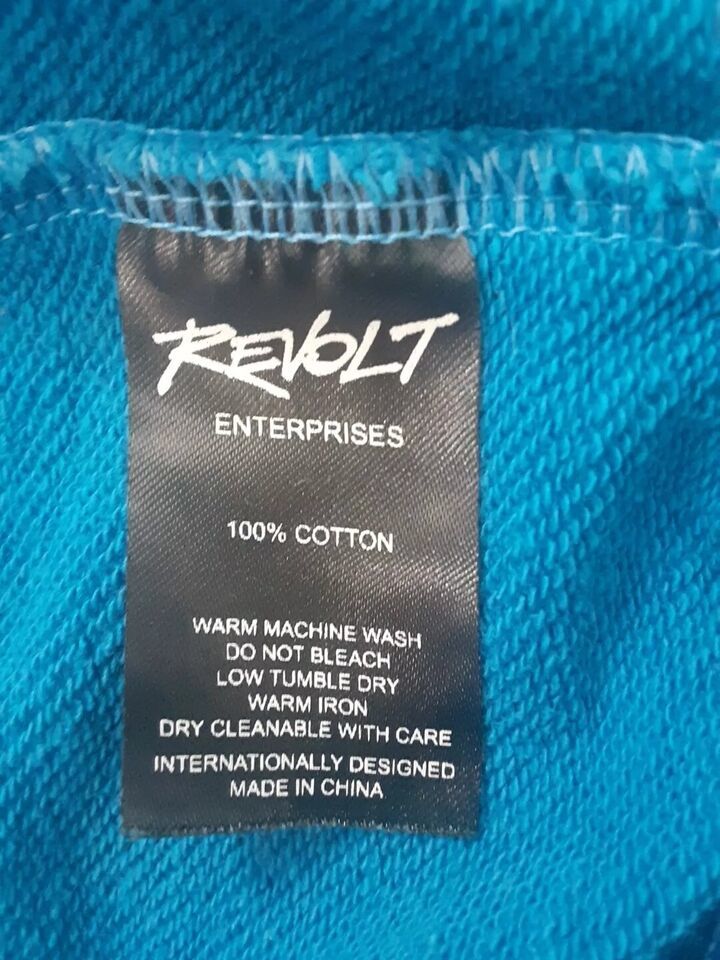 REVOLT
ENTERPRISES
100% COTTON
WARM MACHINE WASH
DO NOT BLEACH
LOW TUMBLE DRY
WARM IRON
DRY CLEANABLE WITH CARE
INTERNATIONALLY DESIGNED
MADE IN CHINA